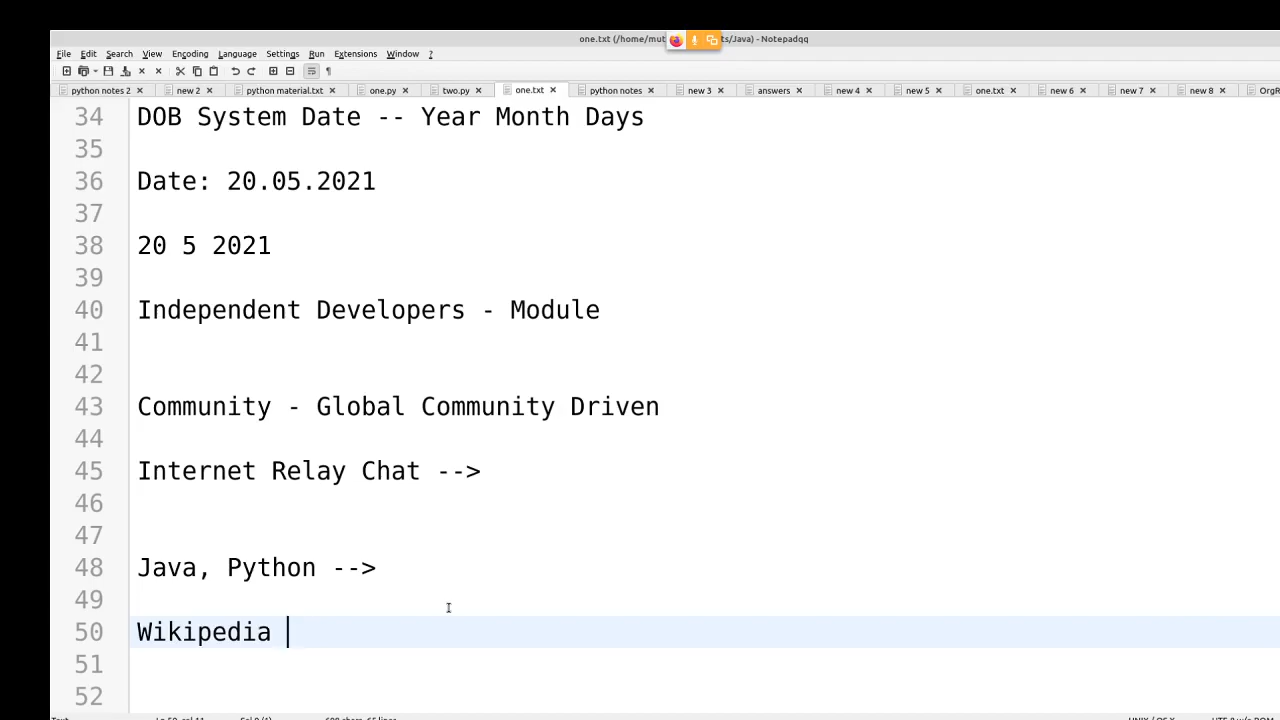 one.txt (/home/mut ts/Java) - Notepadqq
File Edit Search View Encoding Language Settings Run Extensions Window ?
python notes 2 new 2 python material.txt one.py two.py one.txt python notes new 3 answers new 4 new 5 one.txt new 6 new 7 new 8 OrgR
34 DOB System Date -- Year Month Days
35
36 Date: 20.05.2021
37
38 20 5 2021
39
40 Independent Developers - Module
41
42
43 Community - Global Community Driven
44
45 Internet Relay Chat -->
46
47
48 Java, Python -->
49
50 Wikipedia
51
52